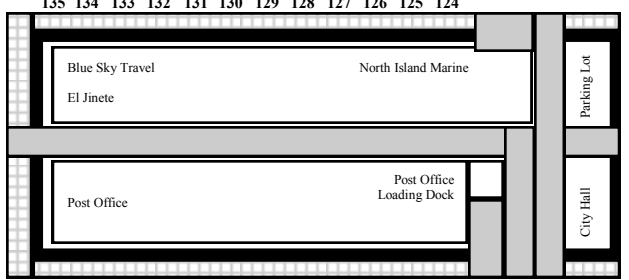 135 134 133 132 131 130 129 128 127 126 125 124
Blue Sky Travel
North Island Marine
El Jinete
Parking Lot
Post Office
Loading Dock
Post Office
City Hall